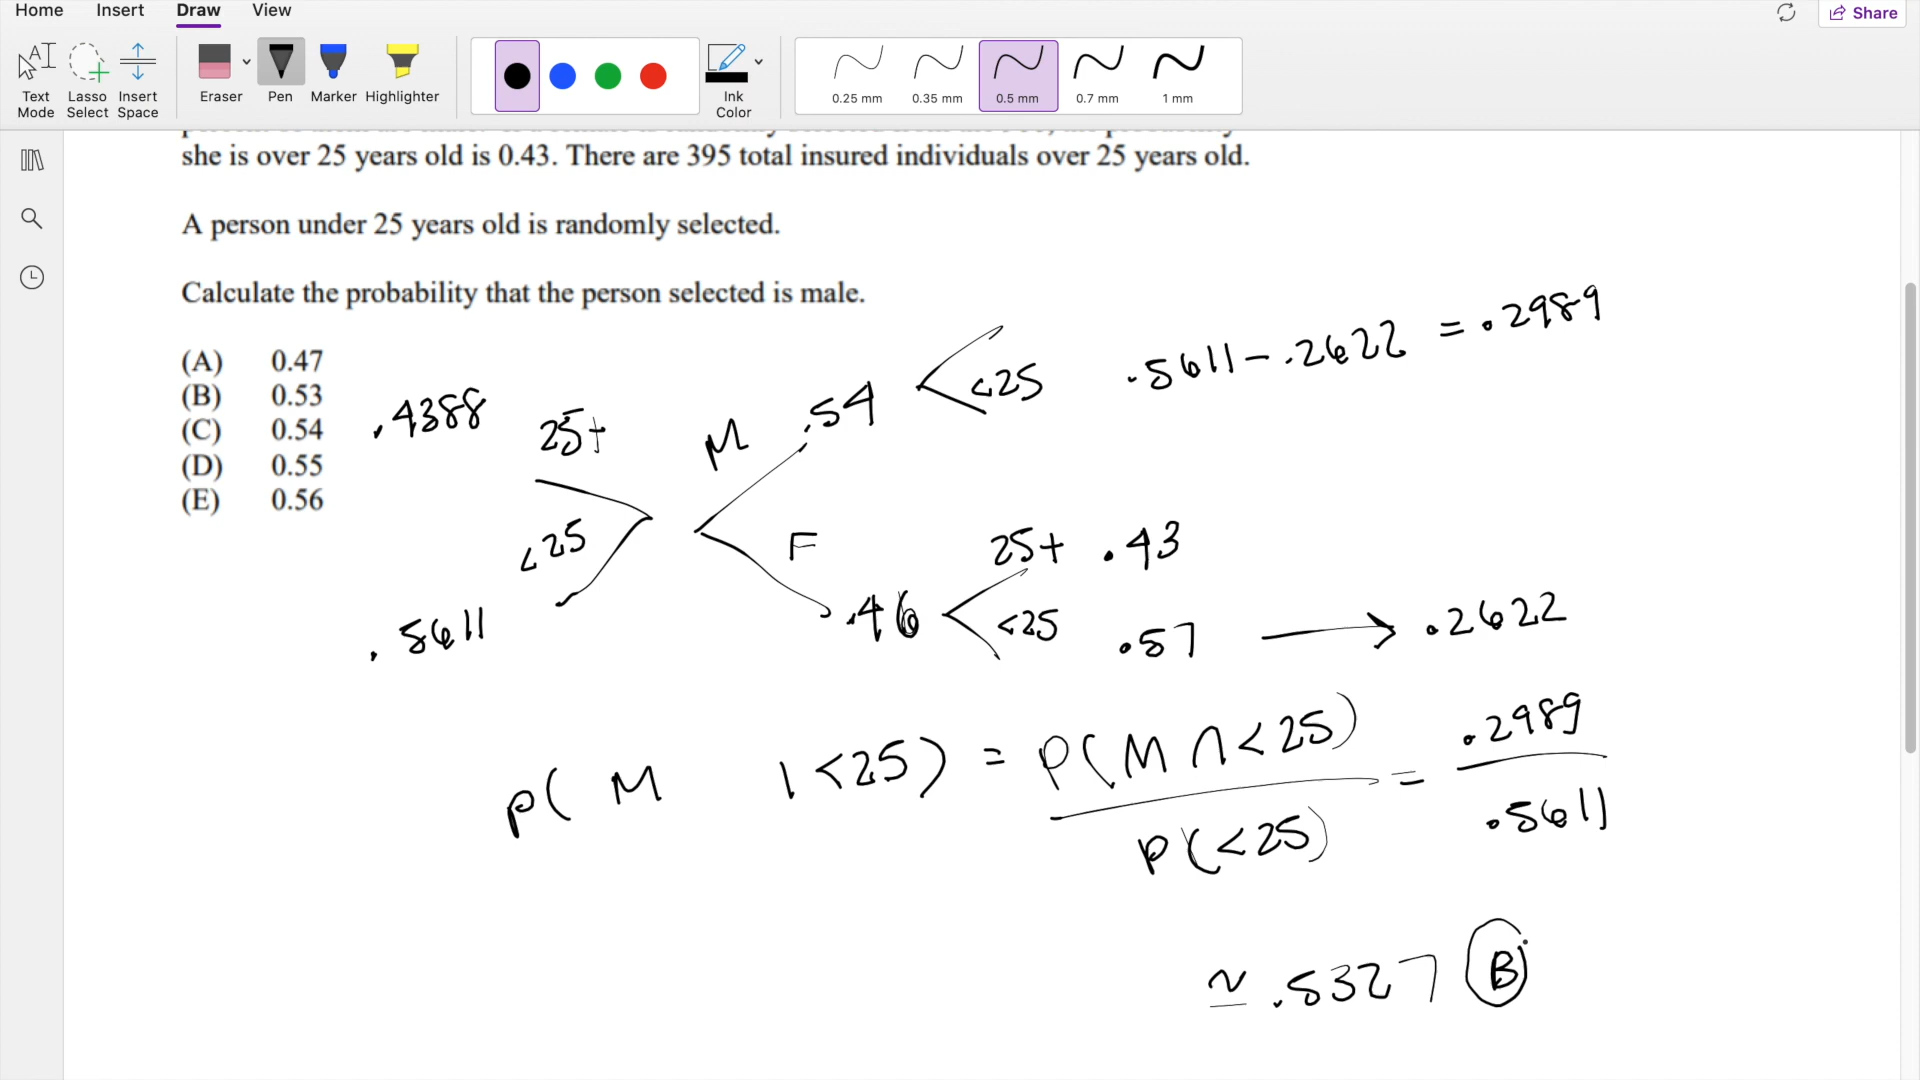 Home Insert Draw View
Share
Text Mode
Lasso Select
Insert Space
Eraser
Pen
Marker
Highlighter
Ink Color
0.25 mm
0.35 mm
0.5 mm
0.7 mm
1 mm
she is over 25 years old is 0.43. There are 395 total insured individuals over 25 years old.
A person under 25 years old is randomly selected.
Calculate the probability that the person selected is male.
(A) 0.47
(B) 0.53
(C) 0.54
(D) 0.55
(E) 0.56
.4388 25+
<25
.5611
M .54
<25 .5611 - .2622 = .2989
F .46
25+ .43
<25 .57 → .2622
P( M | <25) = P(M ∩ <25) / P(<25) = .2989 / .5611
≃ .5327 B